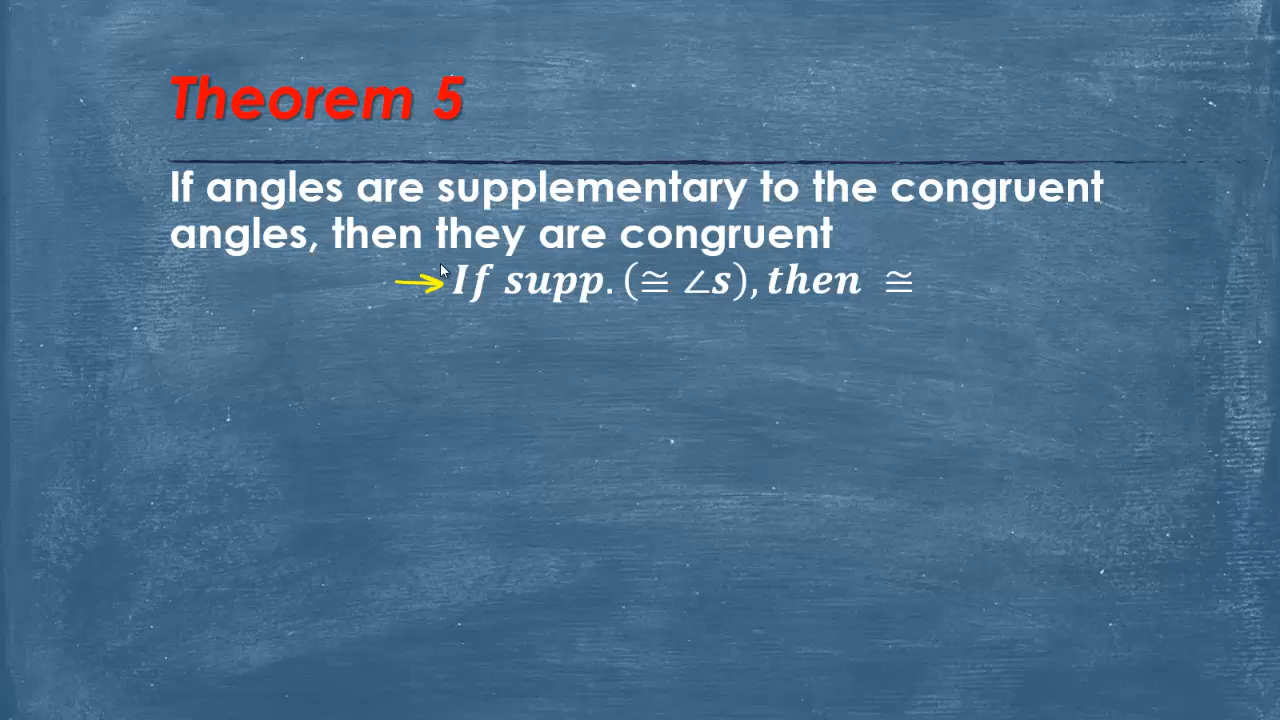 Theorem 5
If angles are supplementary to the congruent
angles, then they are congruent
If supp. (≅ ∠s), then ≅